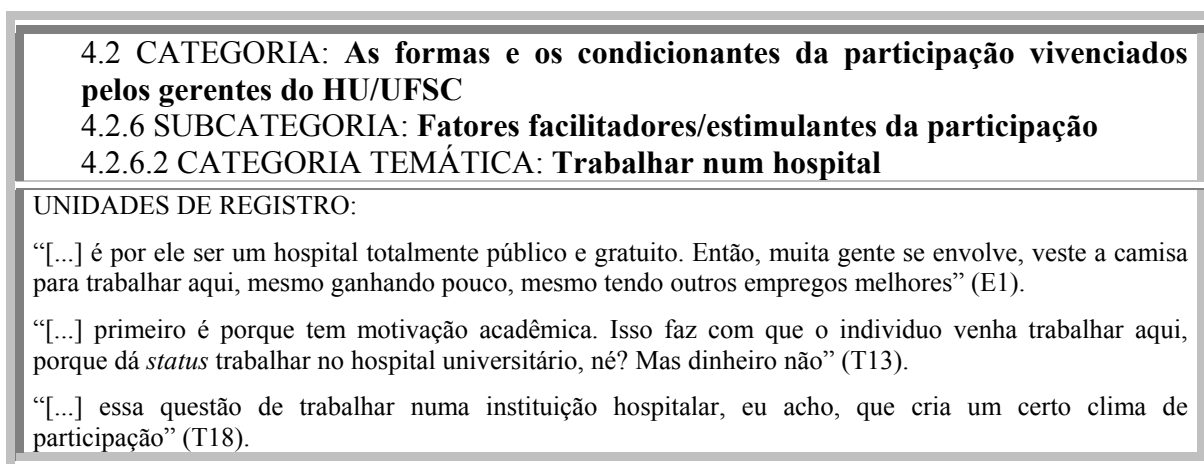 4.2 CATEGORIA: As formas e os condicionantes da participação vivenciados
pelos gerentes do HU/UFSC
4.2.6 SUBCATEGORIA: Fatores facilitadores/estimulantes da participação
4.2.6.2 CATEGORIA TEMÁTICA: Trabalhar num hospital
UNIDADES DE REGISTRO:
“[...] é por ele ser um hospital totalmente público e gratuito. Então, muita gente se envolve, veste a camisa
para trabalhar aqui, mesmo ganhando pouco, mesmo tendo outros empregos melhores” (E1).
“[...] primeiro é porque tem motivação acadêmica. Isso faz com que o individuo venha trabalhar aqui,
porque dá status trabalhar no hospital universitário, né? Mas dinheiro não” (T13).
“[...] essa questão de trabalhar numa instituição hospitalar, eu acho, que cria um certo clima de
participação” (T18).